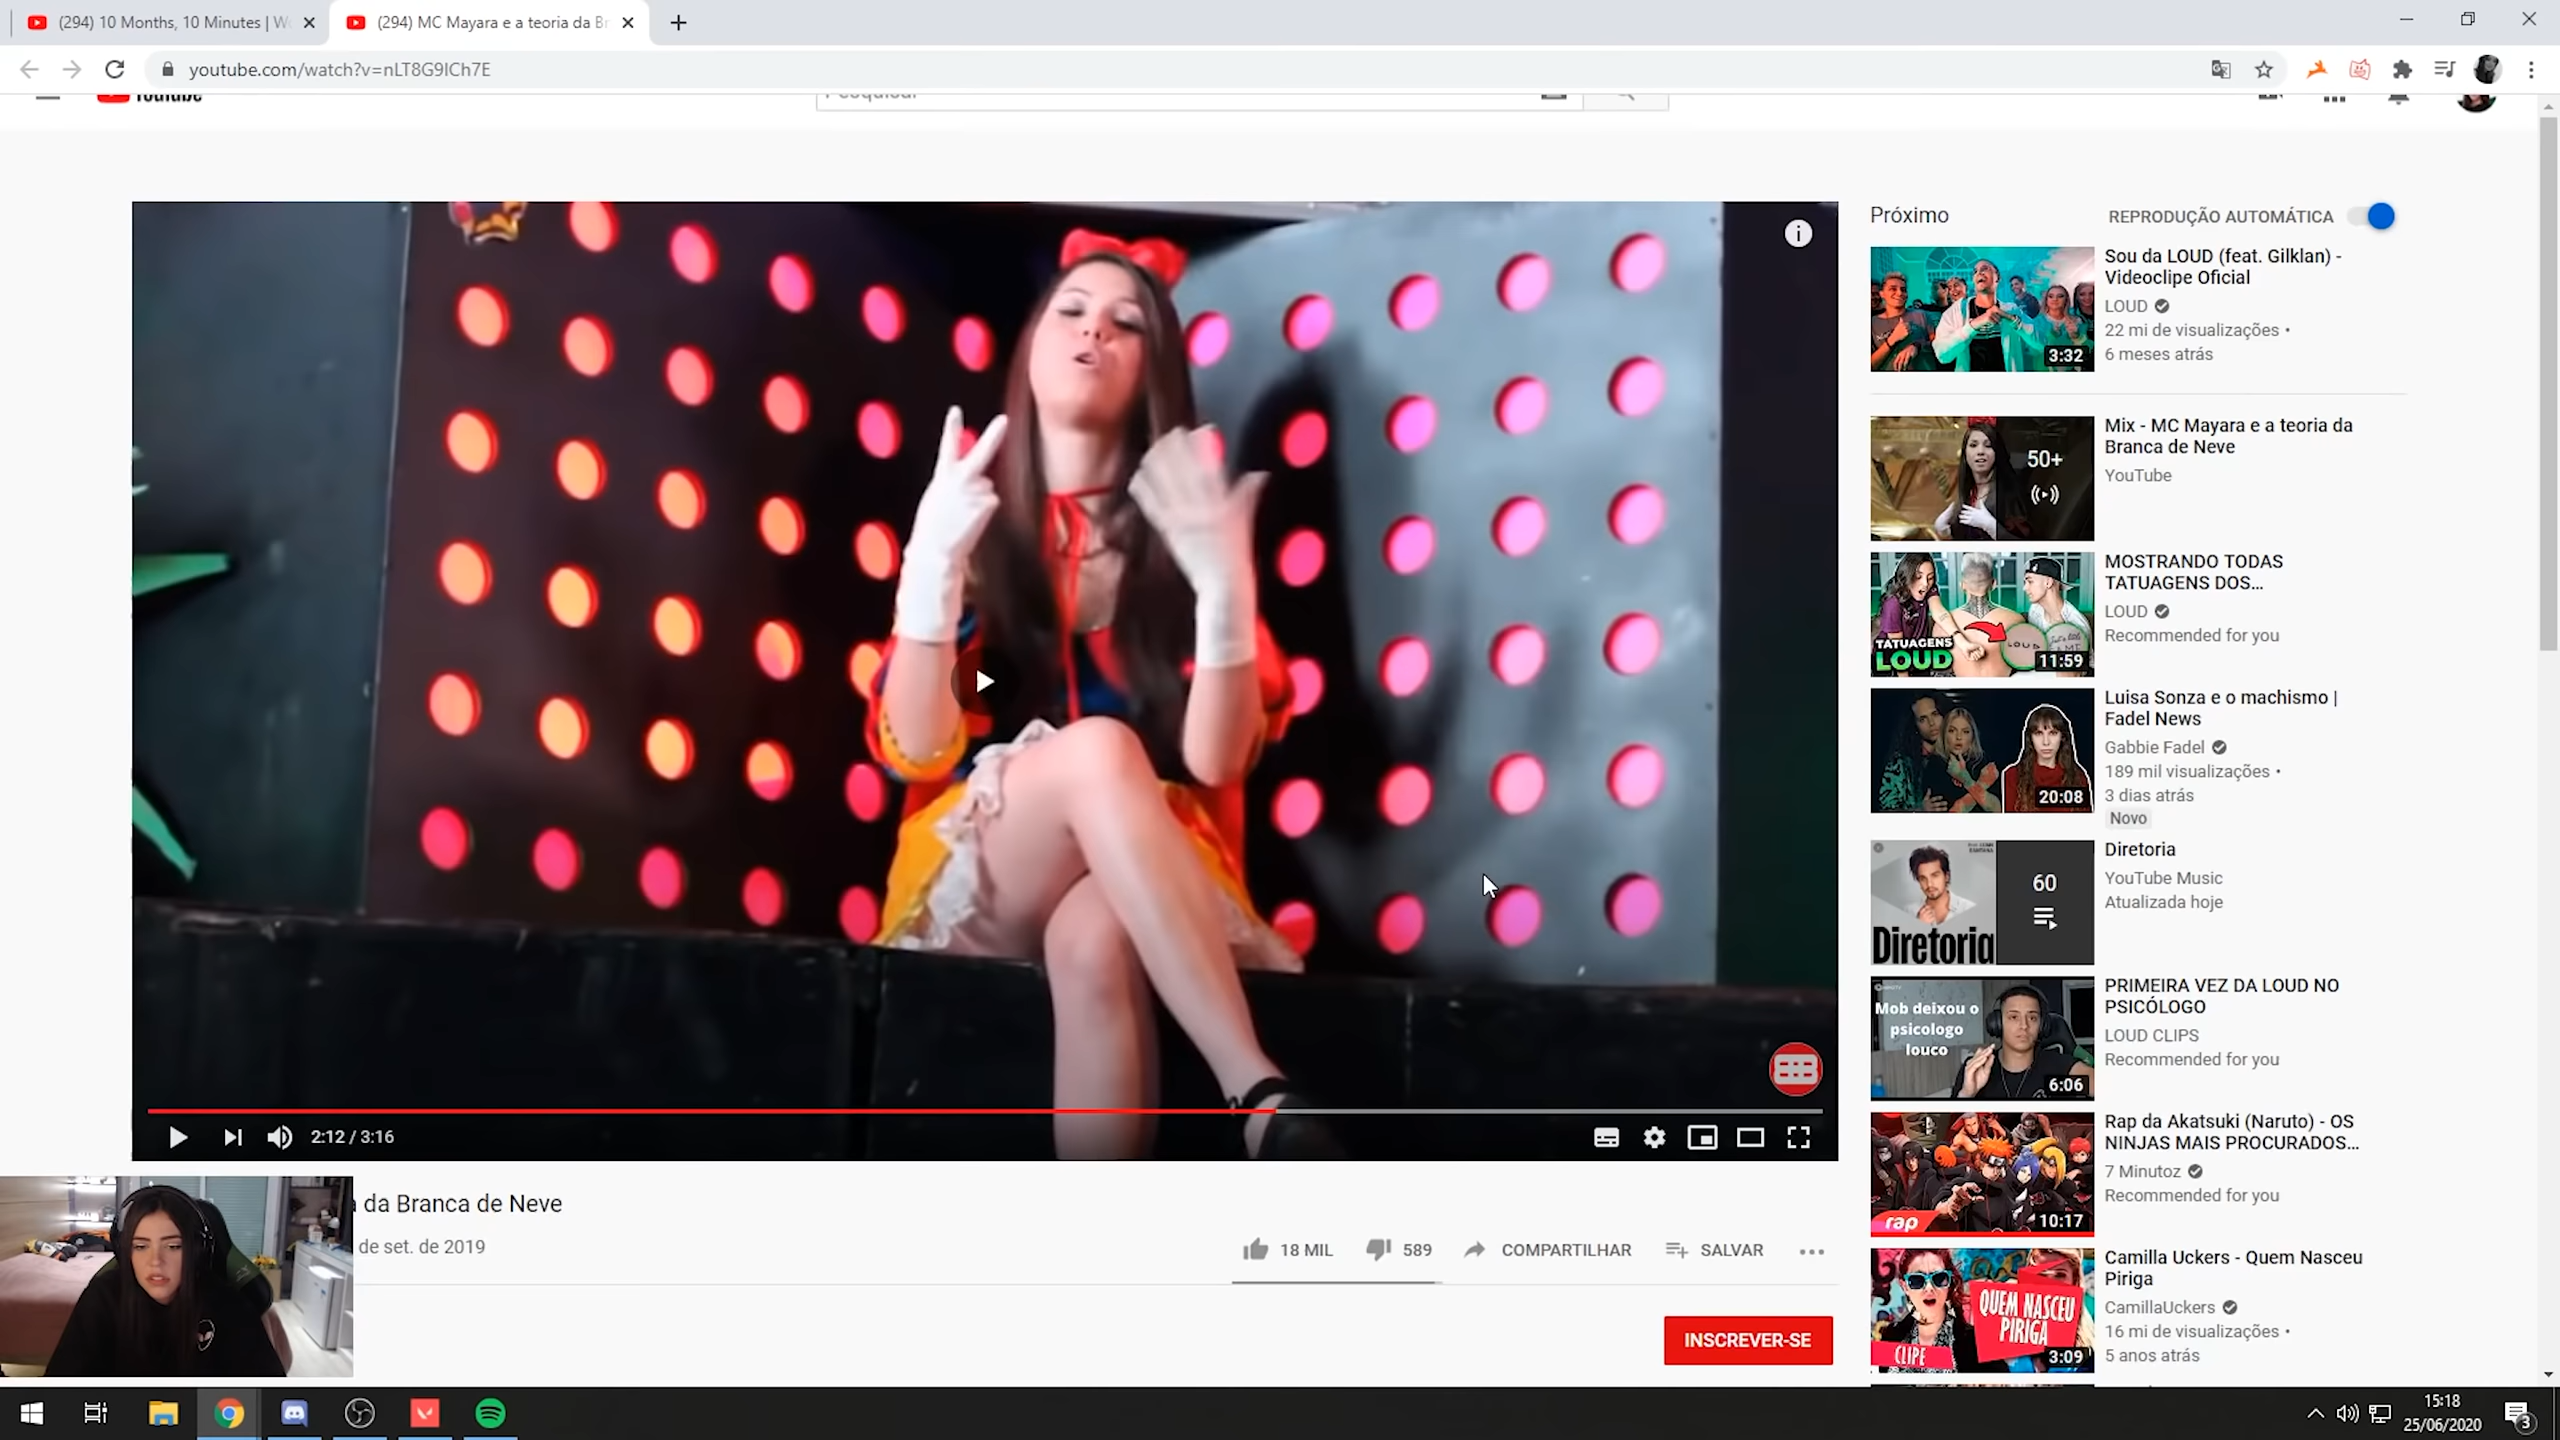 (294) 10 Months, 10 Minutes | W
(294) MC Mayara e a teoria da B
youtube.com/watch?v=nLT8G9ICh7E
YouTube
Pesquisar
Próximo
REPRODUÇÃO AUTOMÁTICA
3:32
Sou da LOUD (feat. Gilklan) -
Videoclipe Oficial
LOUD
22 mi de visualizações •
6 meses atrás
50+
Mix - MC Mayara e a teoria da
Branca de Neve
YouTube
TATUAGENS
LOUD
LOUD
11:59
MOSTRANDO TODAS
TATUAGENS DOS...
LOUD
Recommended for you
20:08
Luisa Sonza e o machismo |
Fadel News
Gabbie Fadel
189 mil visualizações •
3 dias atrás
Novo
Diretoria
60
Diretoria
YouTube Music
Atualizada hoje
Mob deixou o
psicologo
louco
6:06
PRIMEIRA VEZ DA LOUD NO
PSICÓLOGO
LOUD CLIPS
Recommended for you
rap
10:17
Rap da Akatsuki (Naruto) - OS
NINJAS MAIS PROCURADOS...
7 Minutoz
Recommended for you
QUEM NASCEU
PIRIGA
CLIPE
3:09
Camilla Uckers - Quem Nasceu
Piriga
CamillaUckers
16 mi de visualizações •
5 anos atrás
2:12 / 3:16
da Branca de Neve
de set. de 2019
18 MIL
589
COMPARTILHAR
SALVAR
INSCREVER-SE
15:18
25/06/2020
3